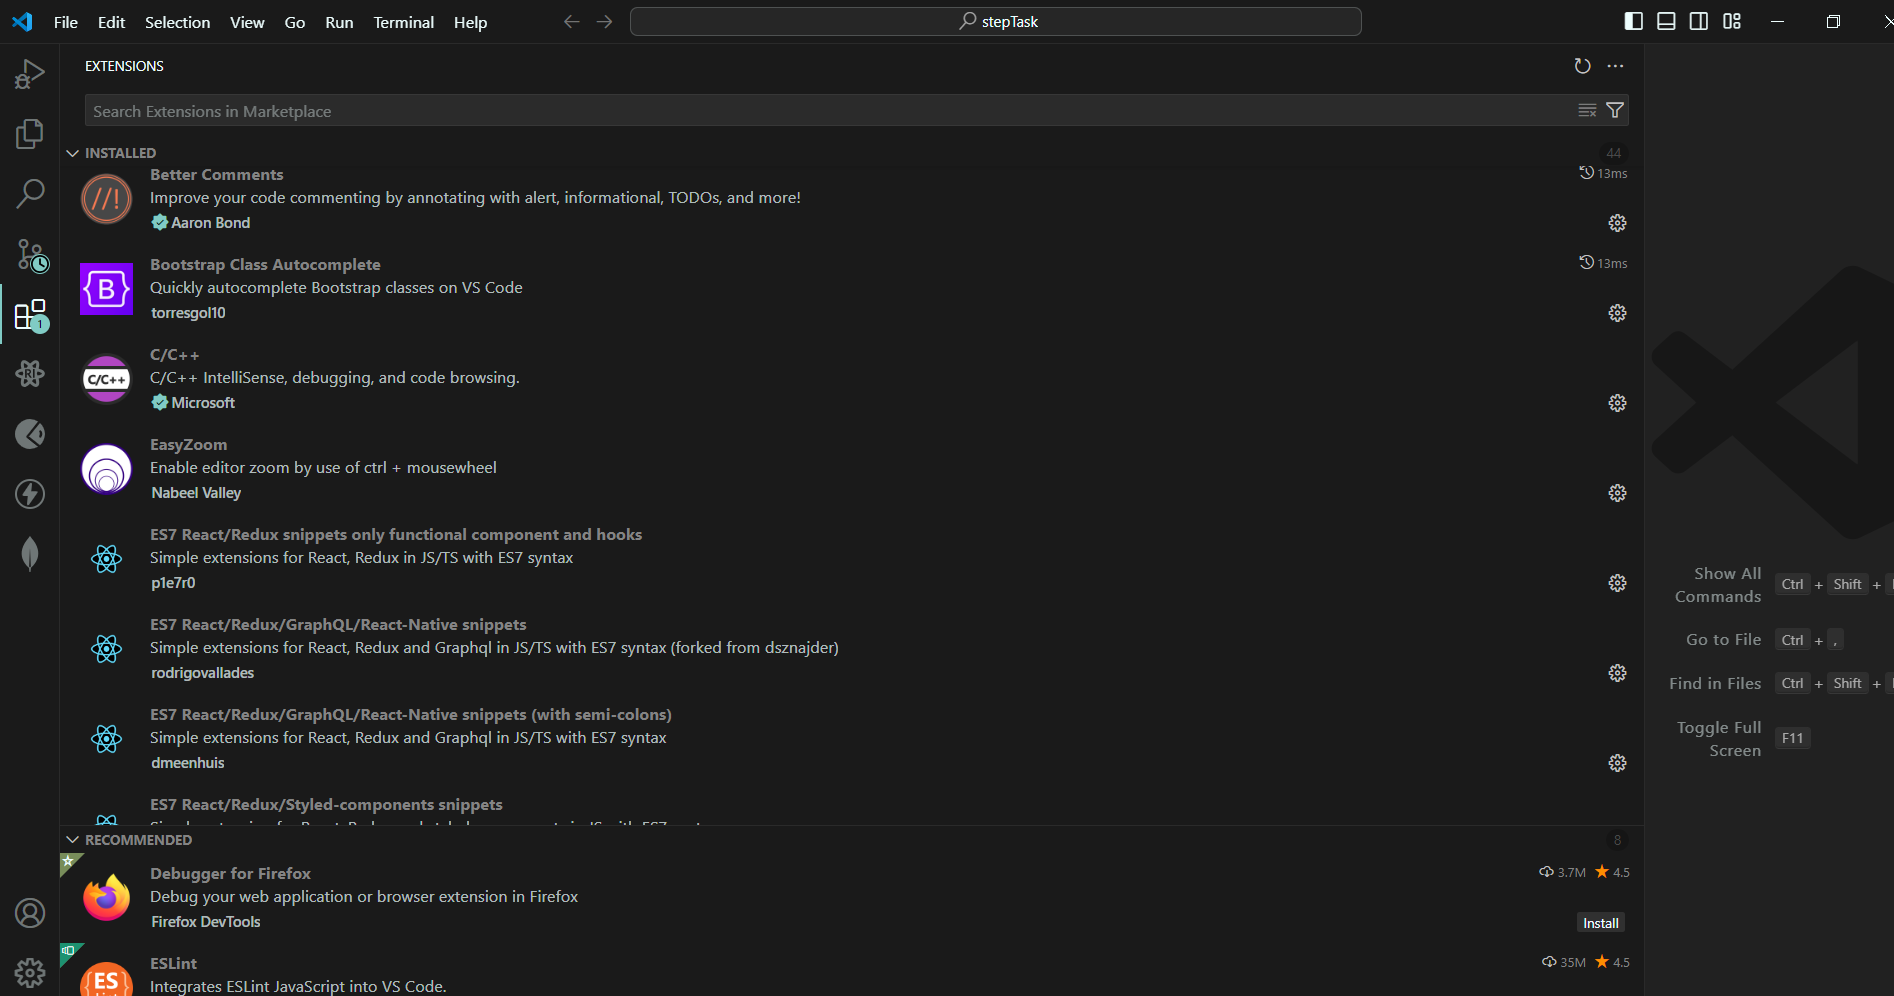 File Edit Selection View Go Run Terminal Help
stepTask
EXTENSIONS
Search Extensions in Marketplace
INSTALLED 44
Better Comments 13ms
Improve your code commenting by annotating with alert, informational, TODOs, and more!
Aaron Bond
//!
Bootstrap Class Autocomplete 13ms
Quickly autocomplete Bootstrap classes on VS Code
torresgol10
{B}
C/C++
C/C++ IntelliSense, debugging, and code browsing.
Microsoft
C/C++
1
EasyZoom
Enable editor zoom by use of ctrl + mousewheel
Nabeel Valley
ES7 React/Redux snippets only functional component and hooks
Simple extensions for React, Redux in JS/TS with ES7 syntax
p1e7r0
ES7 React/Redux/GraphQL/React-Native snippets
Simple extensions for React, Redux and Graphql in JS/TS with ES7 syntax (forked from dsznajder)
rodrigovallades
ES7 React/Redux/GraphQL/React-Native snippets (with semi-colons)
Simple extensions for React, Redux and Graphql in JS/TS with ES7 syntax
dmeenhuis
ES7 React/Redux/Styled-components snippets
RECOMMENDED 8
Debugger for Firefox 3.7M 4.5
Debug your web application or browser extension in Firefox
Firefox DevTools
Install
ESLint 35M 4.5
Integrates ESLint JavaScript into VS Code.
{ES
Show All
Commands
Ctrl + Shift +
Go to File Ctrl + ,
Find in Files Ctrl + Shift +
Toggle Full
Screen
F11